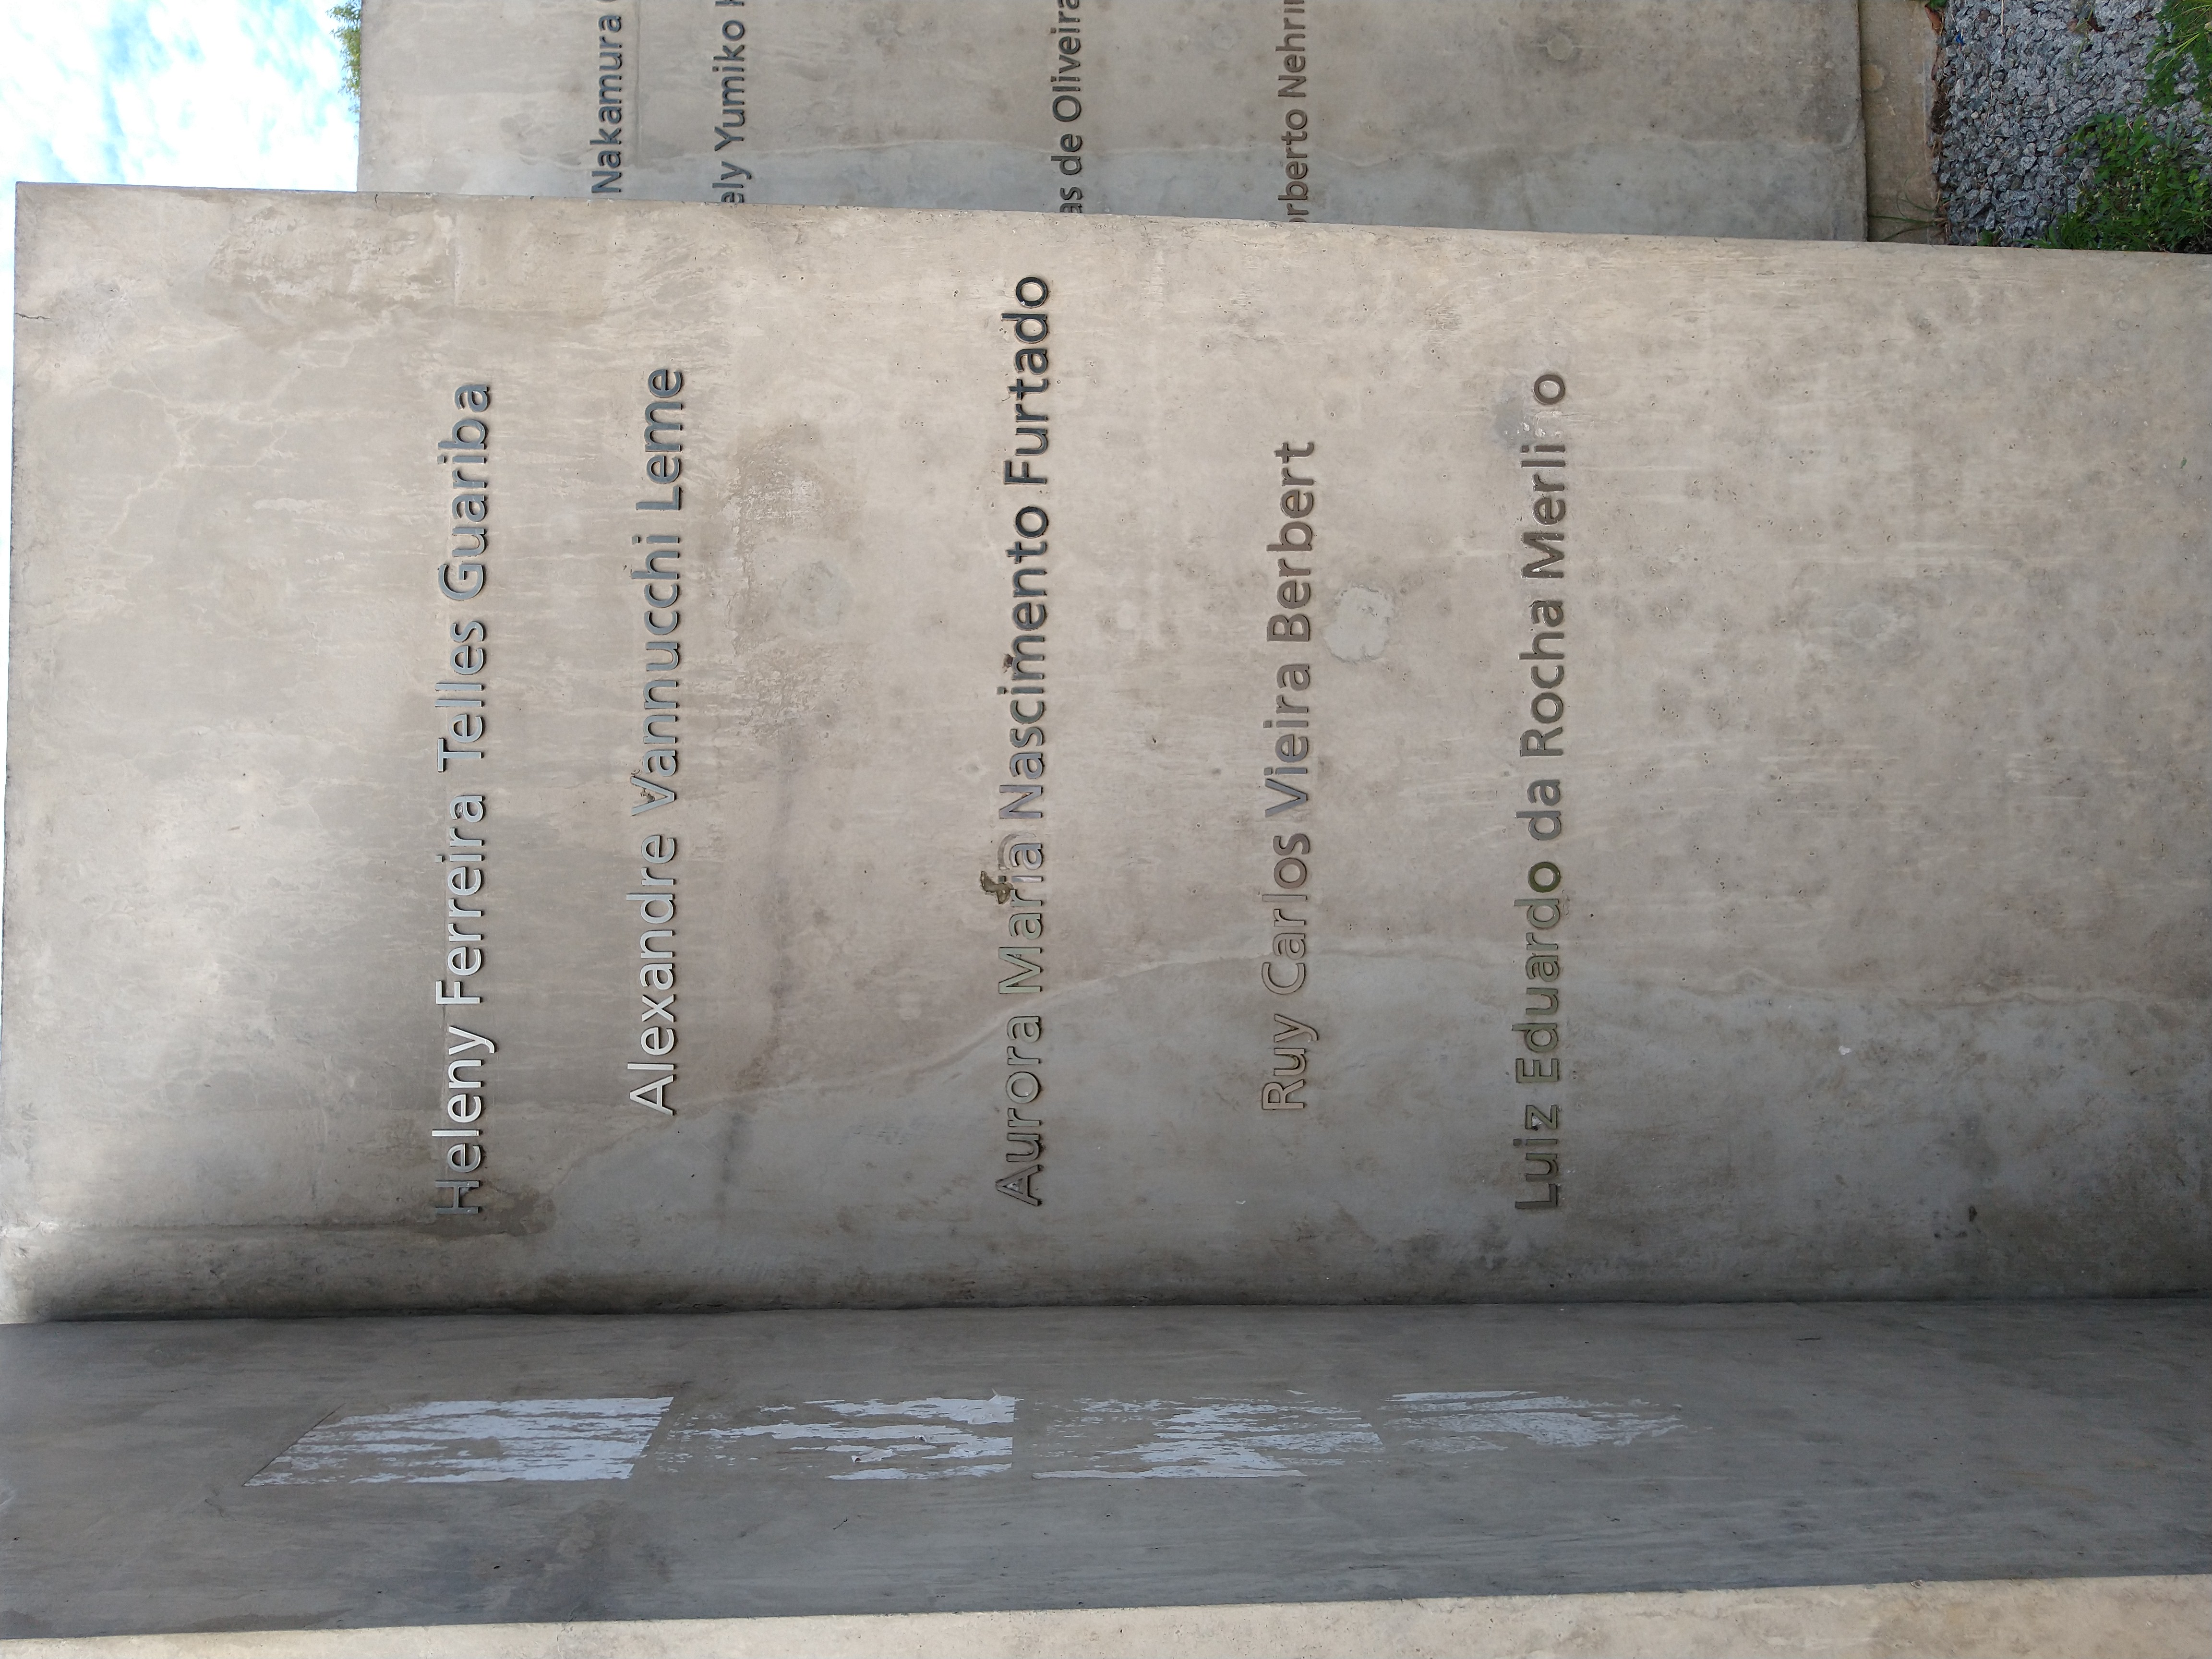 Heleny Ferreira Telles Guariba
Alexandre Vannucchi Leme
Aurora Maria Nascimento Furtado
Ruy Carlos Vieira Berbert
Luiz Eduardo da Rocha Merli o
Nakamura
Yumiko
de Oliveira